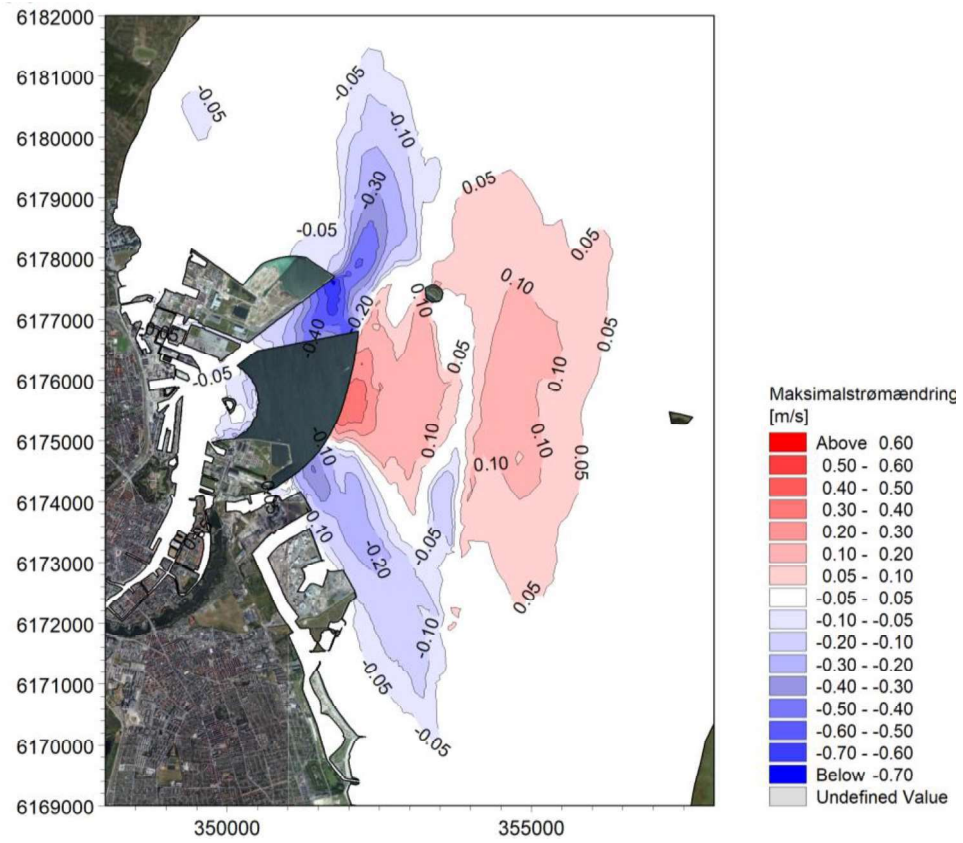 6182000
6181000
6180000
6179000
6178000
6177000
6176000
6175000
6174000
6173000
6172000
6171000
6170000
6169000
350000
355000
-0.05
-0.05
-0.10
-0.30
-0.05
0.05
0.05
0.10
0.10
-0.20
-0.40
0.05
0.05
-0.05
-0.05
0.10
0.10
-0.10
0.10
0.10
0.05
-0.10
-0.05
-0.20
0.05
-0.10
-0.05
-0.05
Maksimalstrømændring
[m/s]
Above 0.60
0.50 - 0.60
0.40 - 0.50
0.30 - 0.40
0.20 - 0.30
0.10 - 0.20
0.05 - 0.10
-0.05 - 0.05
-0.10 - -0.05
-0.20 - -0.10
-0.30 - -0.20
-0.40 - -0.30
-0.50 - -0.40
-0.60 - -0.50
-0.70 - -0.60
Below -0.70
Undefined Value